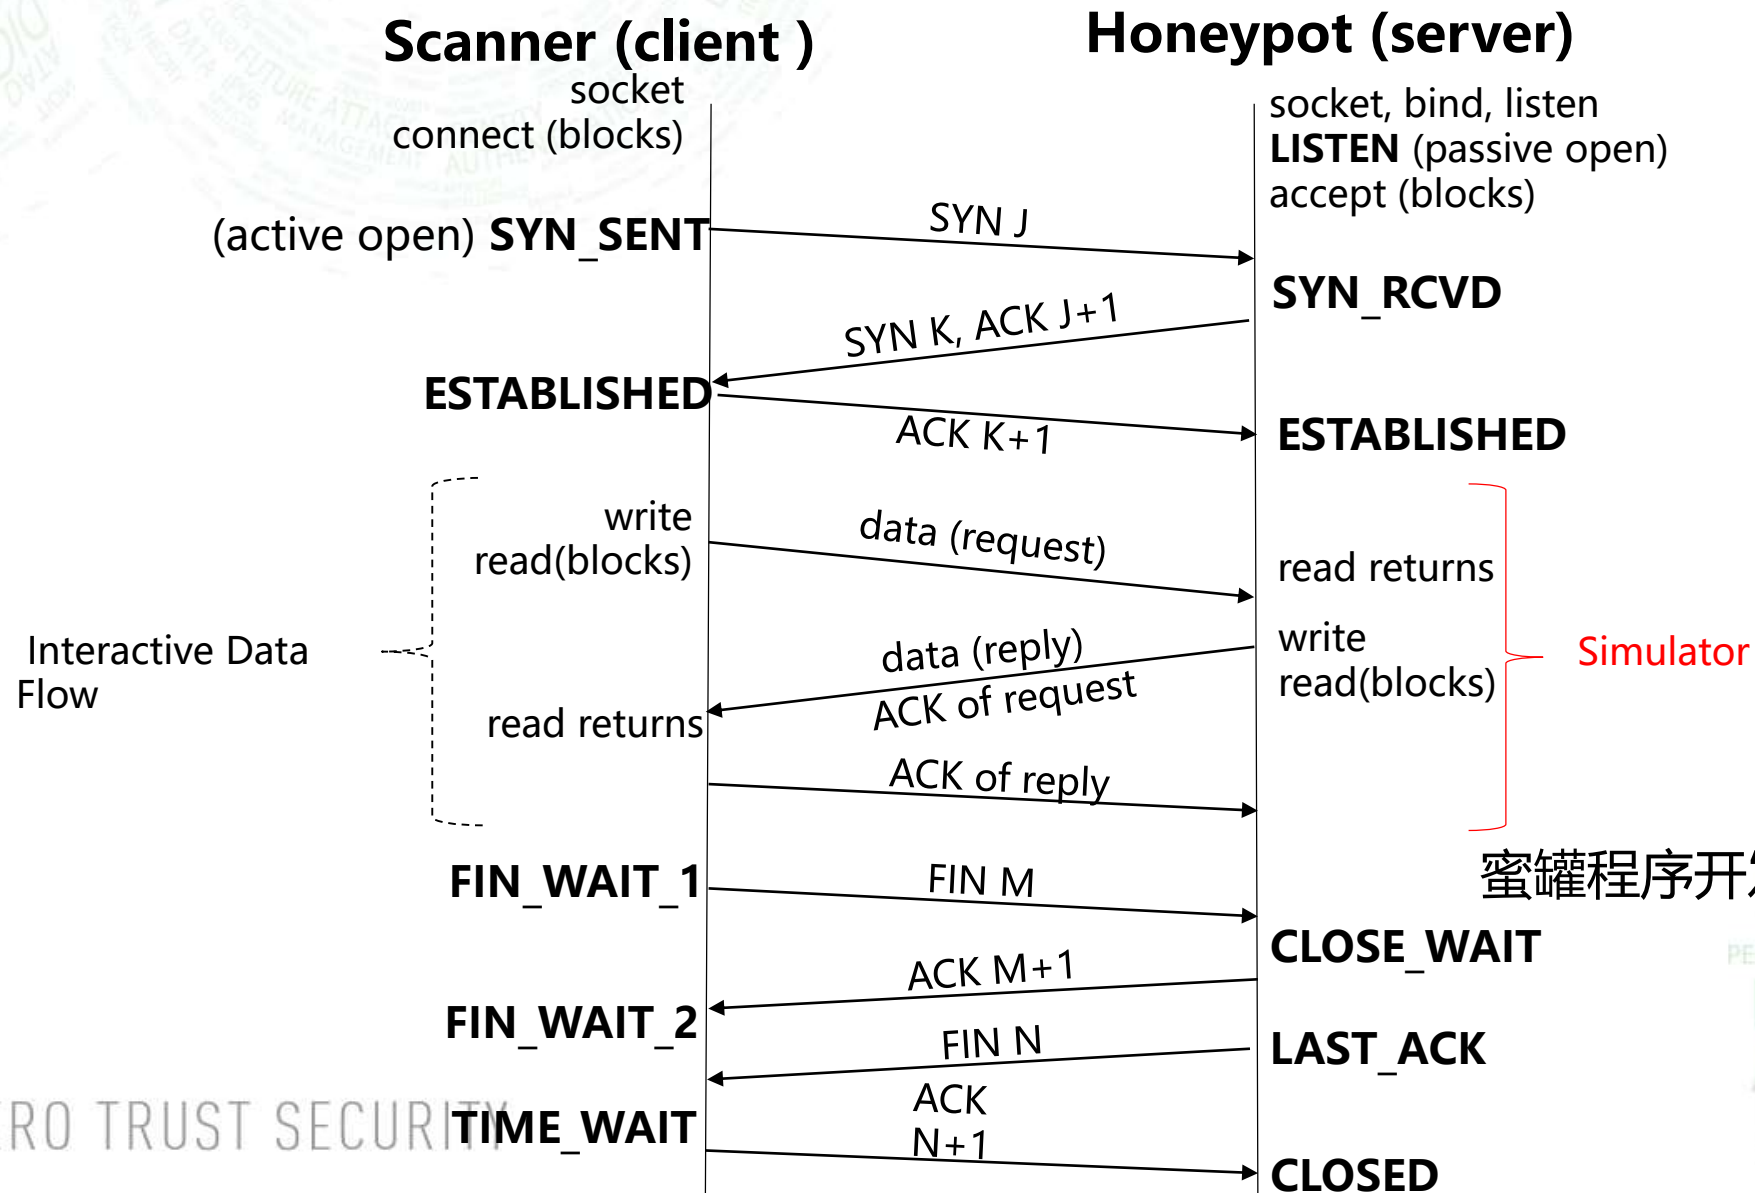 Scanner (client )
Honeypot (server)
socket
connect (blocks)
socket, bind, listen
LISTEN (passive open)
accept (blocks)
(active open) SYN_SENT
SYN J
SYN_RCVD
SYN K, ACK J+1
ESTABLISHED
ACK K+1
ESTABLISHED
write
read(blocks)
data (request)
read returns
Interactive Data
Flow
data (reply)
ACK of request
write
read(blocks)
Simulator
read returns
ACK of reply
FIN_WAIT_1
FIN M
蜜罐程序开
CLOSE_WAIT
ACK M+1
FIN_WAIT_2
FIN N
LAST_ACK
RO TRUST SECURITY
TIME_WAIT
ACK
N+1
CLOSED